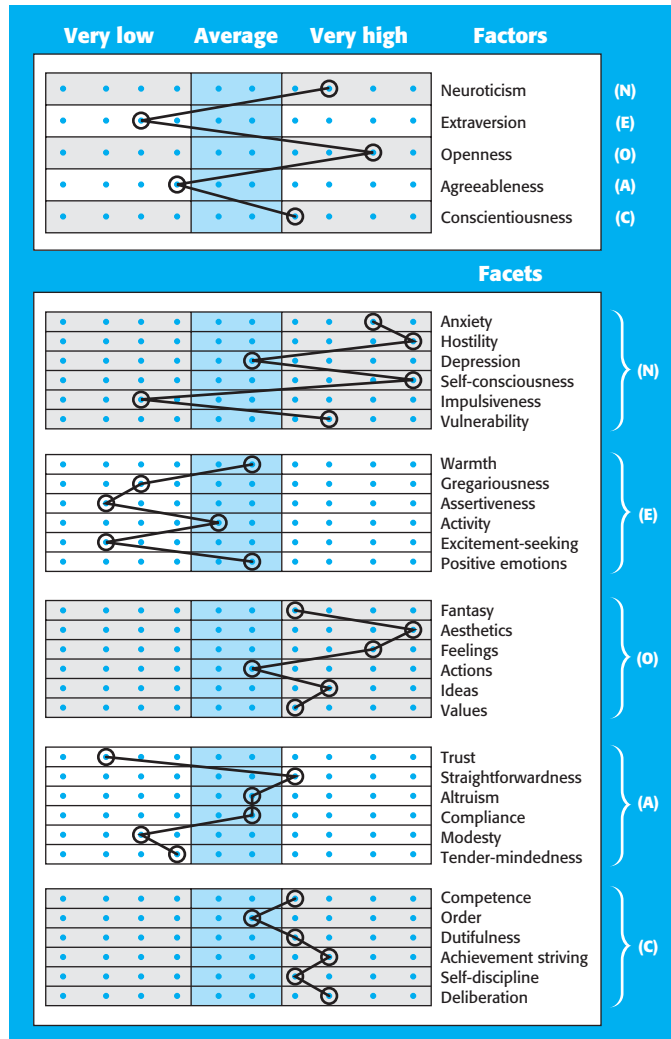 Very low Average Very high Factors
Neuroticism (N)
Extraversion (E)
Openness (O)
Agreeableness (A)
Conscientiousness (C)
Facets
Anxiety
Hostility
Depression
Self-consciousness
Impulsiveness
Vulnerability
(N)
Warmth
Gregariousness
Assertiveness
Activity
Excitement-seeking
Positive emotions
(E)
Fantasy
Aesthetics
Feelings
Actions
Ideas
Values
(O)
Trust
Straightforwardness
Altruism
Compliance
Modesty
Tender-mindedness
(A)
Competence
Order
Dutifulness
Achievement striving
Self-discipline
Deliberation
(C)